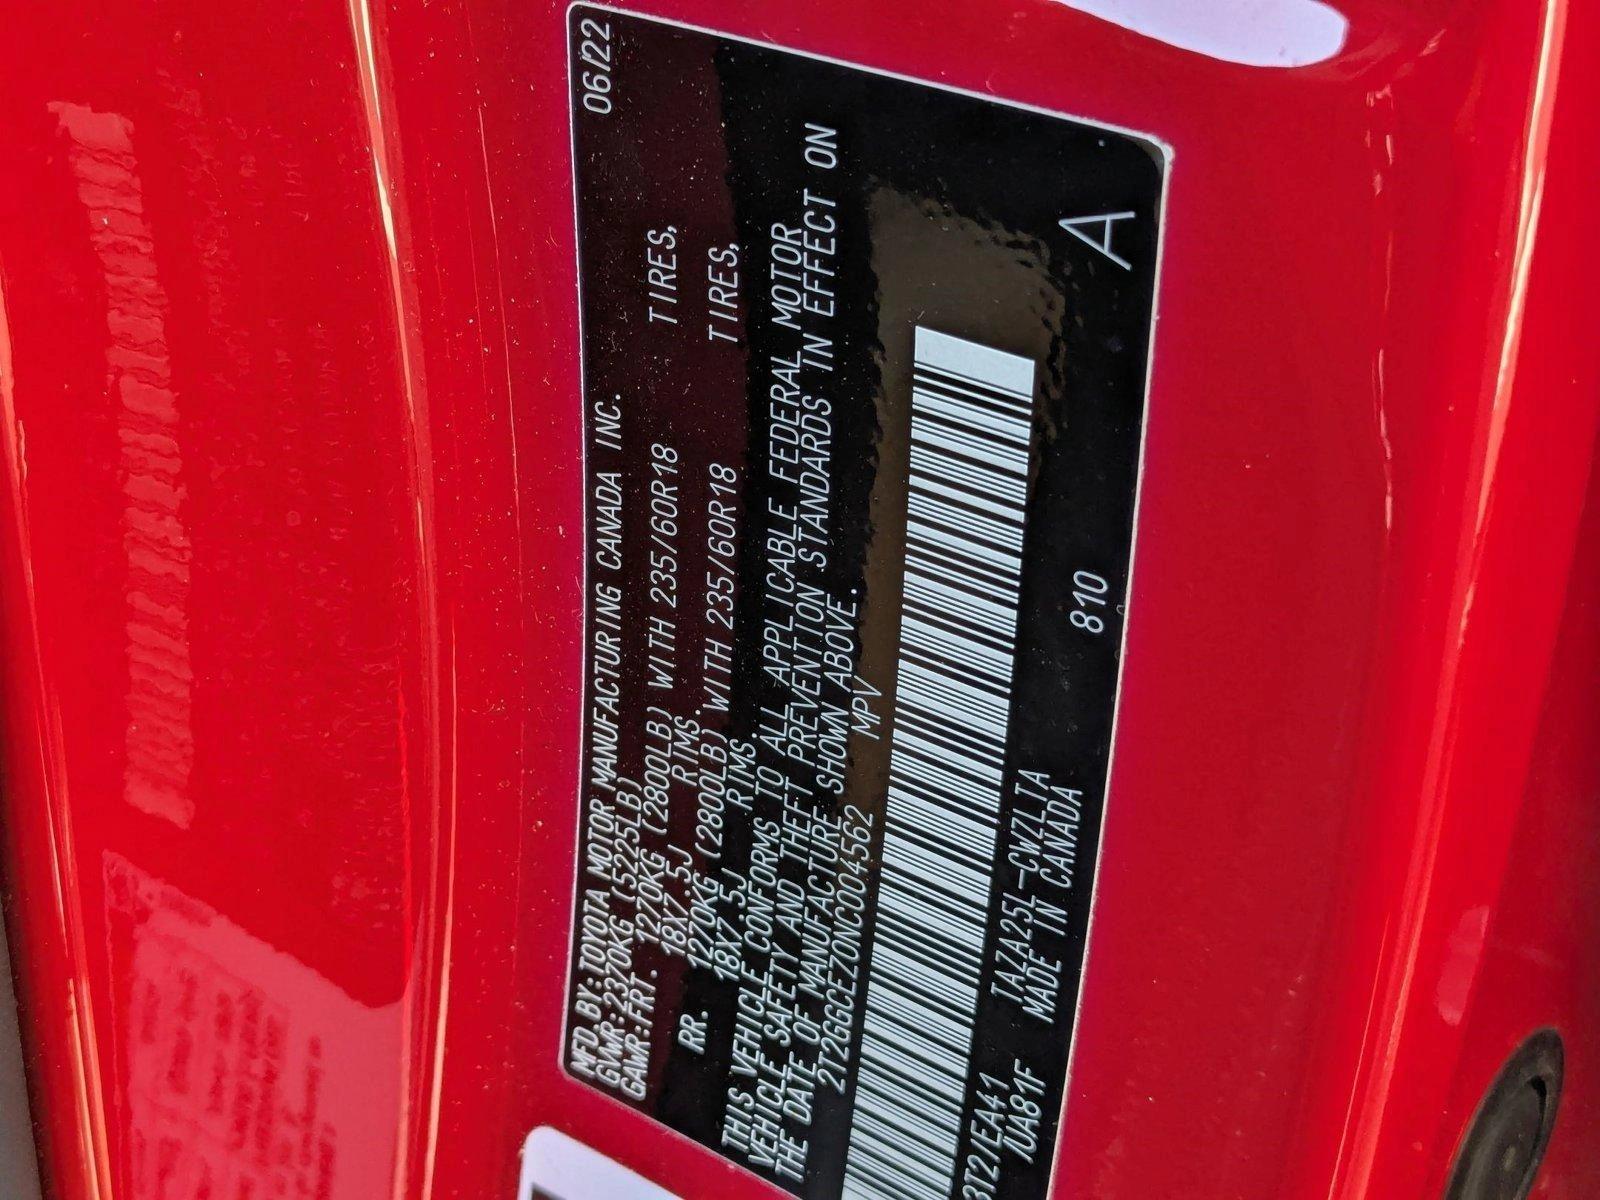 MFD.BY:TOYOTA MOTOR MANUFACTURING CANADA INC. 06/22
GVWR:2370KG (5225LB)
GAWR:FRT. 1270KG (2800LB) WITH 235/60R18 TIRES,
18X7.5J RIMS.
RR. 1270KG (2800LB) WITH 235/60R18 TIRES,
18X7.5J RIMS.
THIS VEHICLE CONFORMS TO ALL APPLICABLE FEDERAL MOTOR
VEHICLE SAFETY AND THEFT PREVENTION STANDARDS IN EFFECT ON
THE DATE OF MANUFACTURE SHOWN ABOVE.
2T2GGCEZ0NC004562 MPV
3T2/EA41 810 A
/UA81F TAZA25L-CWZLTA
MADE IN CANADA